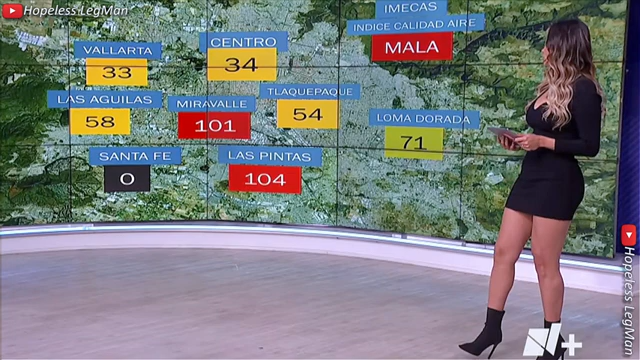 Hopeless LegMan
IMECAS
INDICE CALIDAD AIRE
MALA
VALLARTA
33
CENTRO
34
LAS AGUILAS
58
MIRAVALLE
101
TLAQUEPAQUE
54
LOMA DORADA
71
SANTA FE
0
LAS PINTAS
104
Hopeless LegMan
N+